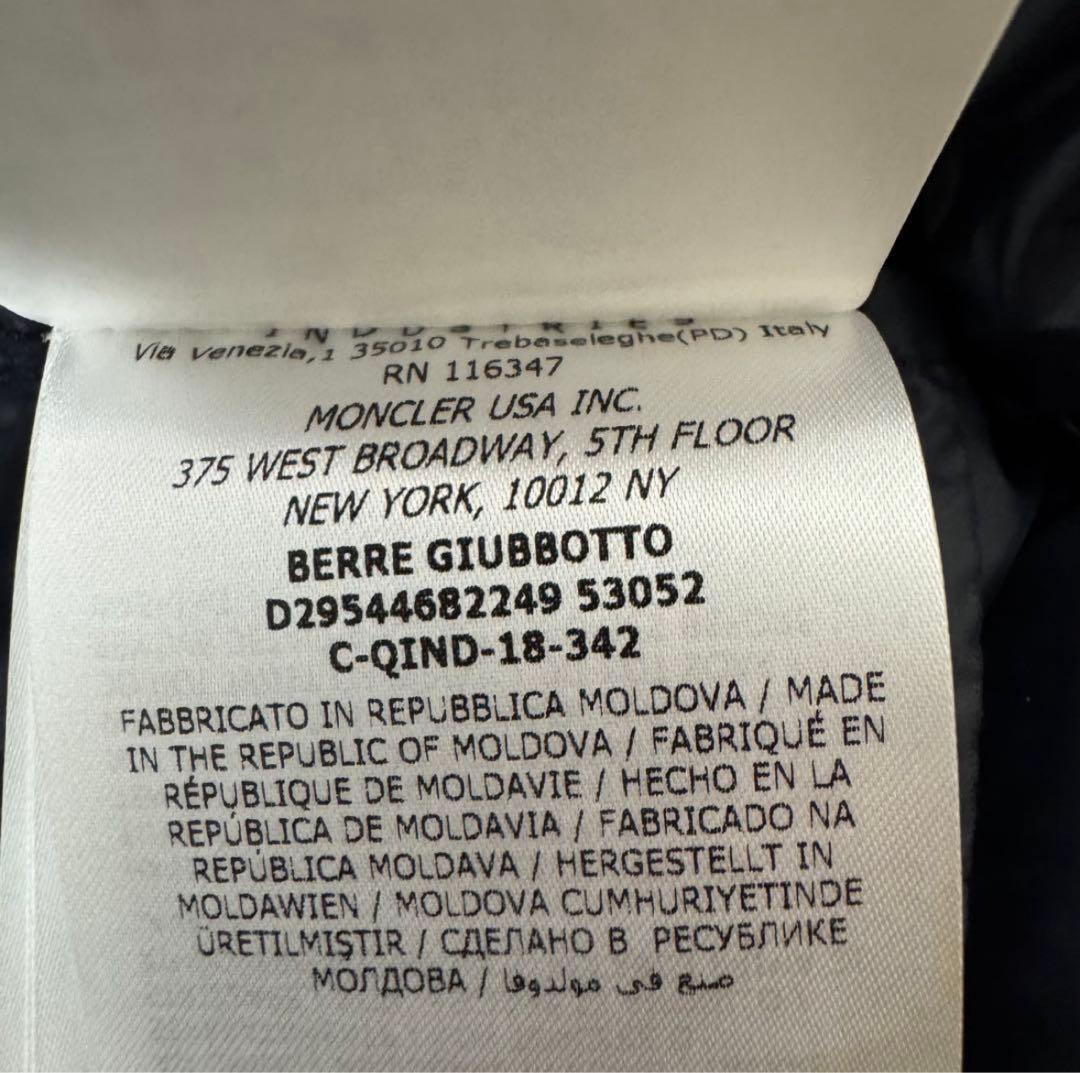 INDUSTRIES
Via Venezia,1 35010 Trebaseleghe(PD) Italy
RN 116347
MONCLER USA INC.
375 WEST BROADWAY, 5TH FLOOR
NEW YORK, 10012 NY
BERRE GIUBBOTTO
D29544682249 53052
C-QIND-18-342
FABBRICATO IN REPUBBLICA MOLDOVA / MADE
IN THE REPUBLIC OF MOLDOVA / FABRIQUÉ EN
RÉPUBLIQUE DE MOLDAVIE / HECHO EN LA
REPÚBLICA DE MOLDAVIA / FABRICADO NA
REPÚBLICA MOLDAVA / HERGESTELLT IN
MOLDAWIEN / MOLDOVA CUMHURIYETINDE
ÜRETILMIŞTIR / СДЕЛАНО В РЕСУБЛИКЕ
МОЛДОВА / صنع في مولدوفا